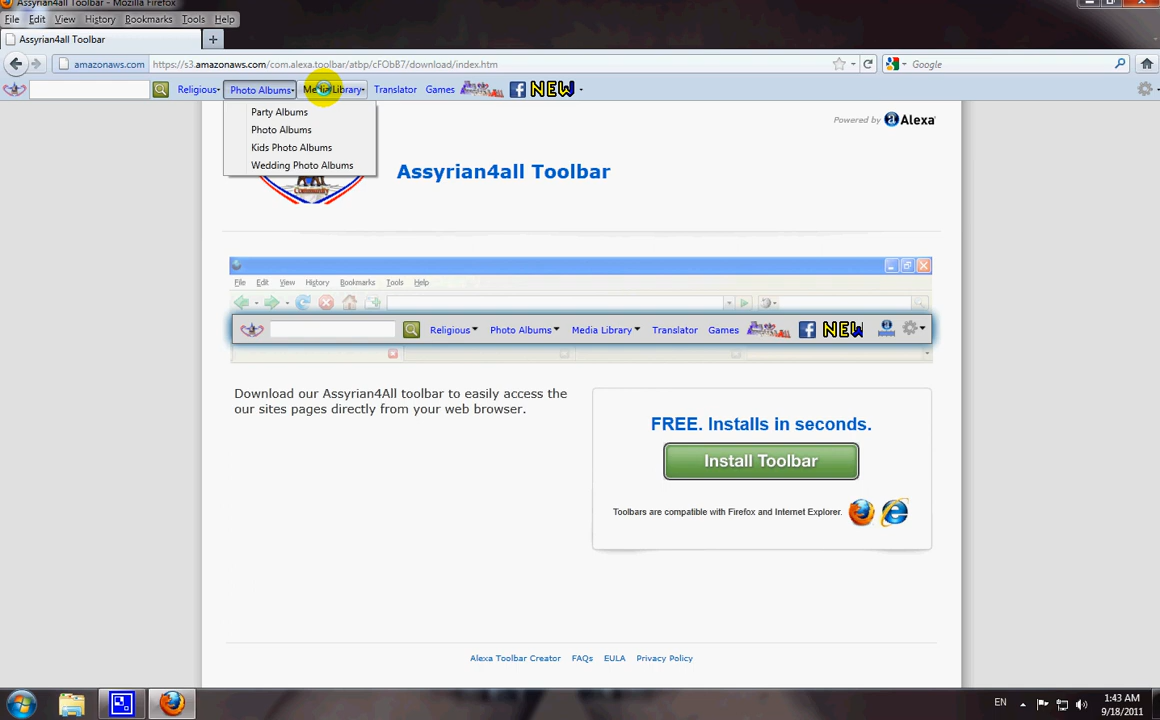 Assyrian4all Toolbar - Mozilla Firefox
File Edit View History Bookmarks Tools Help
Assyrian4all Toolbar
amazonaws.com https://s3.amazonaws.com/com.alexa.toolbar/atbp/cFObB7/download/index.htm Google
Religious Photo Albums Media Library Translator Games NEW
Party Albums
Photo Albums
Kids Photo Albums
Wedding Photo Albums
Powered by Alexa
Community
Assyrian4all Toolbar
File Edit View History Bookmarks Tools Help
Religious Photo Albums Media Library Translator Games NEW
Download our Assyrian4All toolbar to easily access the
our sites pages directly from your web browser.
FREE. Installs in seconds.
Install Toolbar
Toolbars are compatible with Firefox and Internet Explorer.
Alexa Toolbar Creator FAQs EULA Privacy Policy
EN 1:43 AM
9/18/2011